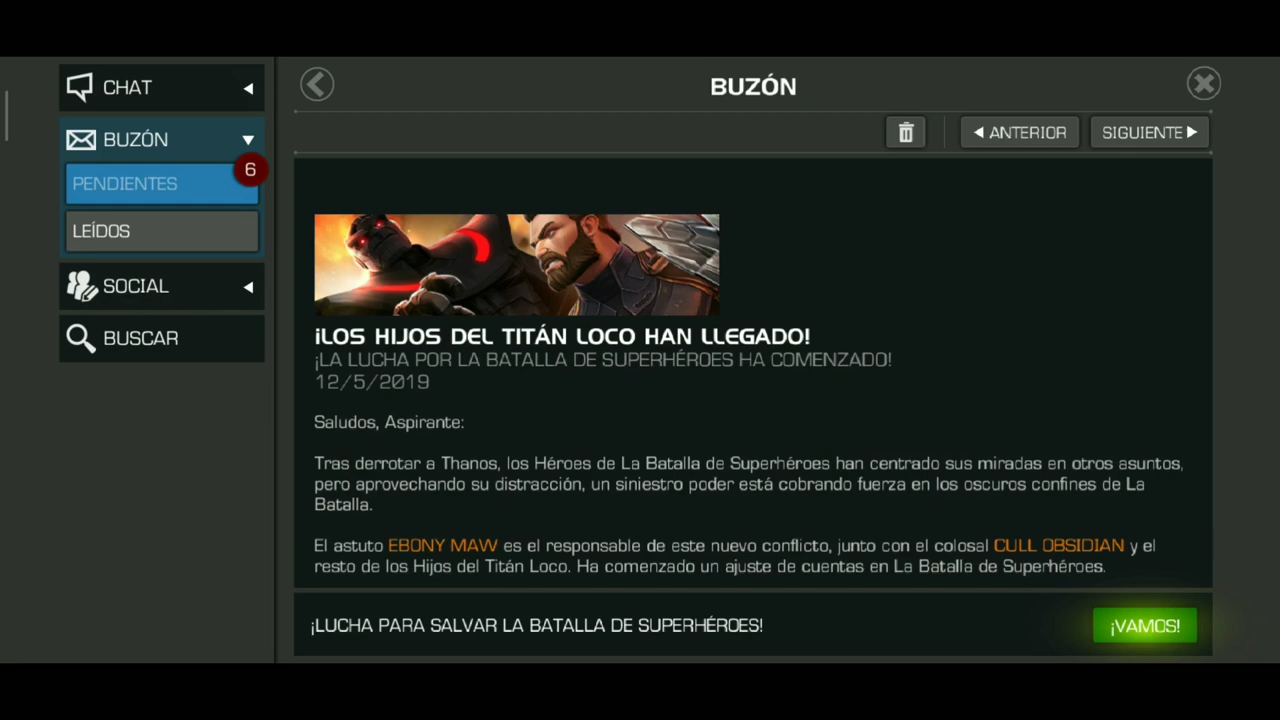 CHAT
BUZÓN
6
PENDIENTES
LEÍDOS
SOCIAL
BUSCAR
BUZÓN
ANTERIOR
SIGUIENTE
¡LOS HIJOS DEL TITÁN LOCO HAN LLEGADO!
¡LA LUCHA POR LA BATALLA DE SUPERHÉROES HA COMENZADO!
12/5/2019
Saludos, Aspirante:
Tras derrotar a Thanos, los Héroes de La Batalla de Superhéroes han centrado sus miradas en otros asuntos,
pero aprovechando su distracción, un siniestro poder está cobrando fuerza en los oscuros confines de La
Batalla.
El astuto EBONY MAW es el responsable de este nuevo conflicto, junto con el colosal CULL OBSIDIAN y el
resto de los Hijos del Titán Loco. Ha comenzado un ajuste de cuentas en La Batalla de Superhéroes.
¡LUCHA PARA SALVAR LA BATALLA DE SUPERHÉROES!
¡VAMOS!